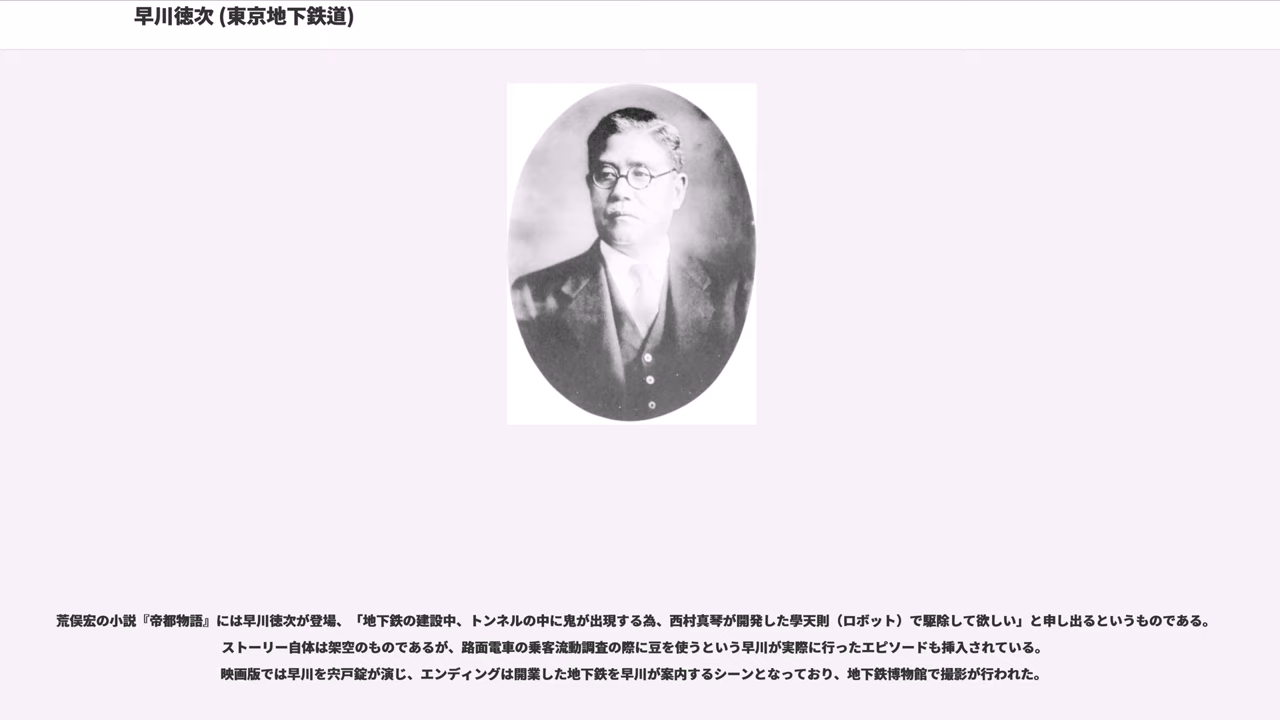 早川徳次 (東京地下鉄道)
荒俣宏の小説『帝都物語』には早川徳次が登場、「地下鉄の建設中、トンネルの中に鬼が出現する為、西村真琴が開発した學天則（ロボット）で駆除して欲しい」と申し出るというものである。
ストーリー自体は架空のものであるが、路面電車の乗客流動調査の際に豆を使うという早川が実際に行ったエピソードも挿入されている。
映画版では早川を宍戸錠が演じ、エンディングは開業した地下鉄を早川が案内するシーンとなっており、地下鉄博物館で撮影が行われた。